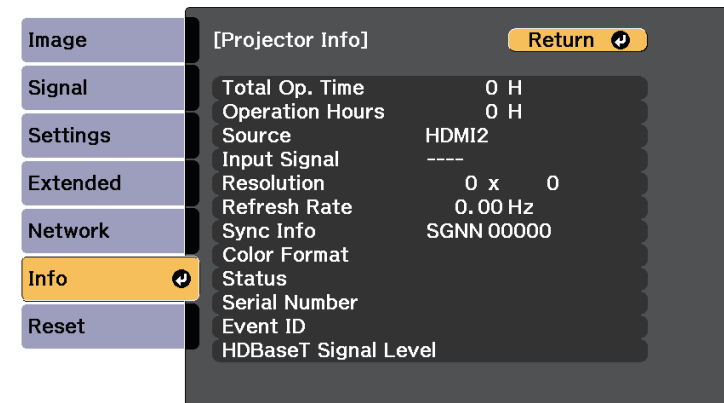 Image
Signal
Settings
Extended
Network
Info
Reset
[Projector Info] Return
Total Op. Time 0 H
Operation Hours 0 H
Source HDMI2
Input Signal ----
Resolution 0 x 0
Refresh Rate 0.00 Hz
Sync Info SGNN 00000
Color Format
Status
Serial Number
Event ID
HDBaseT Signal Level